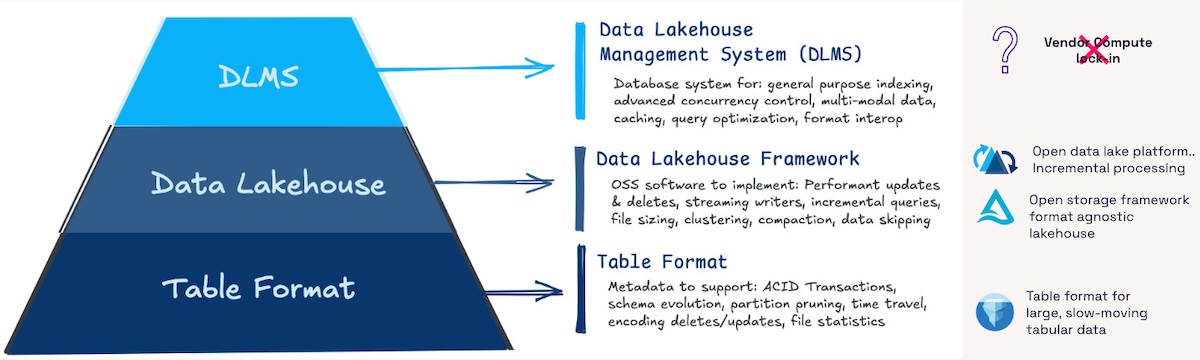 DLMS
Data Lakehouse
Table Format
Data Lakehouse
Management System (DLMS)
Database system for: general purpose indexing,
advanced concurrency control, multi-modal data,
caching, query optimization, format interop
Data Lakehouse Framework
OSS software to implement: Performant updates
& deletes, streaming writers, incremental queries,
file sizing, clustering, compaction, data skipping
Table Format
Metadata to support: ACID Transactions,
schema evolution, partition pruning, time travel,
encoding deletes/updates, file statistics
?
Vendor Compute
lock-in
Open data lake platform..
Incremental processing
Open storage framework
format agnostic
lakehouse
Table format for
large, slow-moving
tabular data